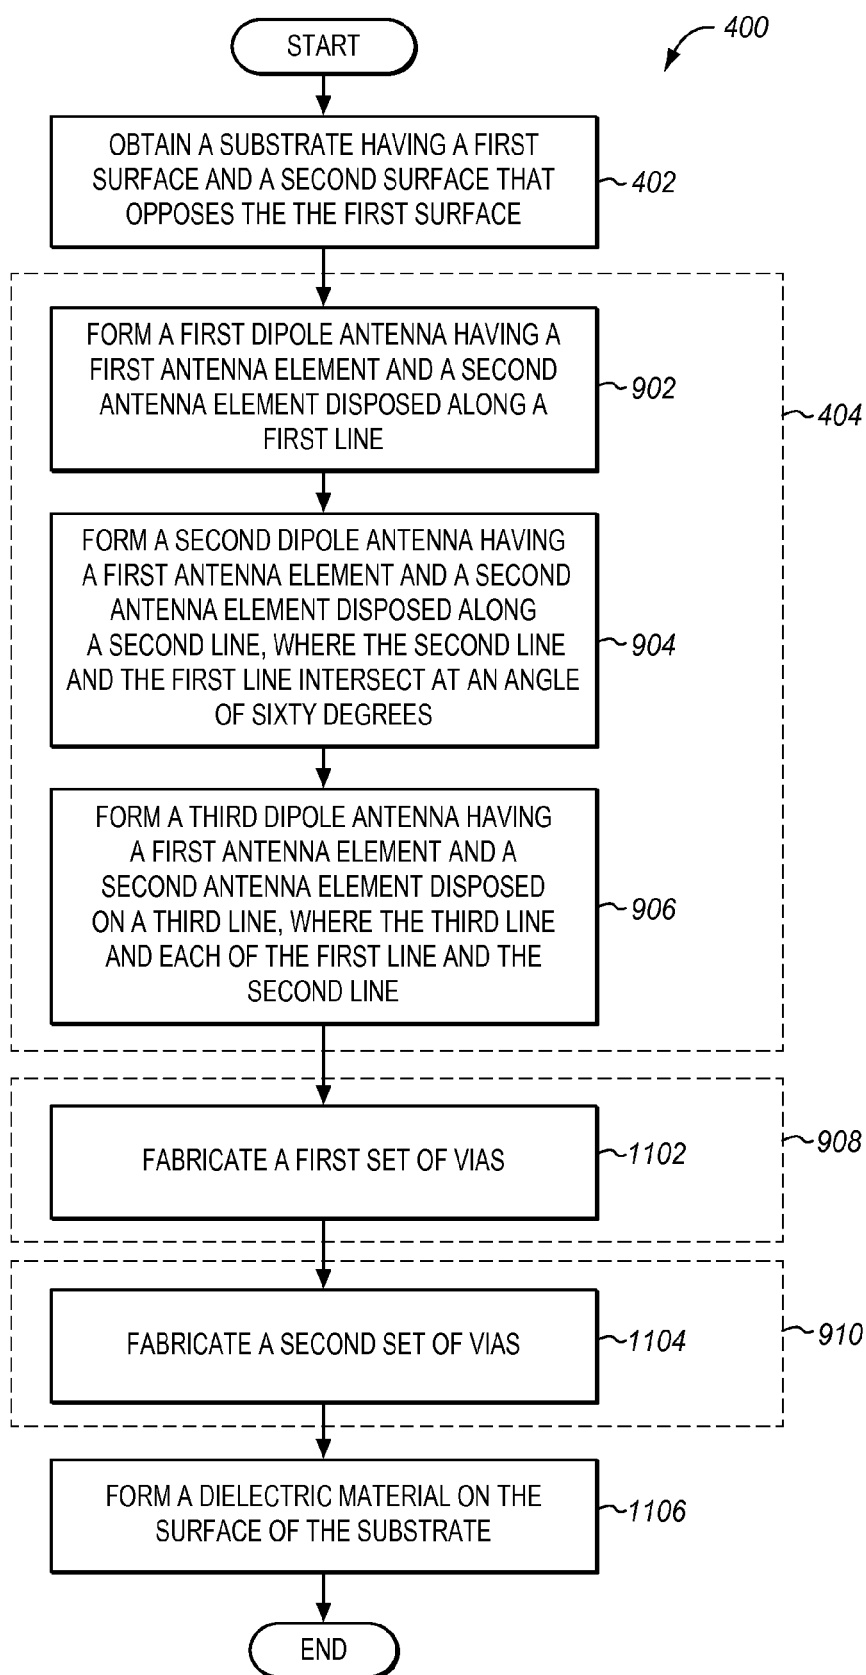 START
400
OBTAIN A SUBSTRATE HAVING A FIRST
SURFACE AND A SECOND SURFACE THAT
OPPOSES THE THE FIRST SURFACE
402
FORM A FIRST DIPOLE ANTENNA HAVING A
FIRST ANTENNA ELEMENT AND A SECOND
ANTENNA ELEMENT DISPOSED ALONG A
FIRST LINE
902
404
FORM A SECOND DIPOLE ANTENNA HAVING
A FIRST ANTENNA ELEMENT AND A SECOND
ANTENNA ELEMENT DISPOSED ALONG
A SECOND LINE, WHERE THE SECOND LINE
AND THE FIRST LINE INTERSECT AT AN ANGLE
OF SIXTY DEGREES
904
FORM A THIRD DIPOLE ANTENNA HAVING
A FIRST ANTENNA ELEMENT AND A
SECOND ANTENNA ELEMENT DISPOSED
ON A THIRD LINE, WHERE THE THIRD LINE
AND EACH OF THE FIRST LINE AND THE
SECOND LINE
906
FABRICATE A FIRST SET OF VIAS
1102
908
FABRICATE A SECOND SET OF VIAS
1104
910
FORM A DIELECTRIC MATERIAL ON THE
SURFACE OF THE SUBSTRATE
1106
END